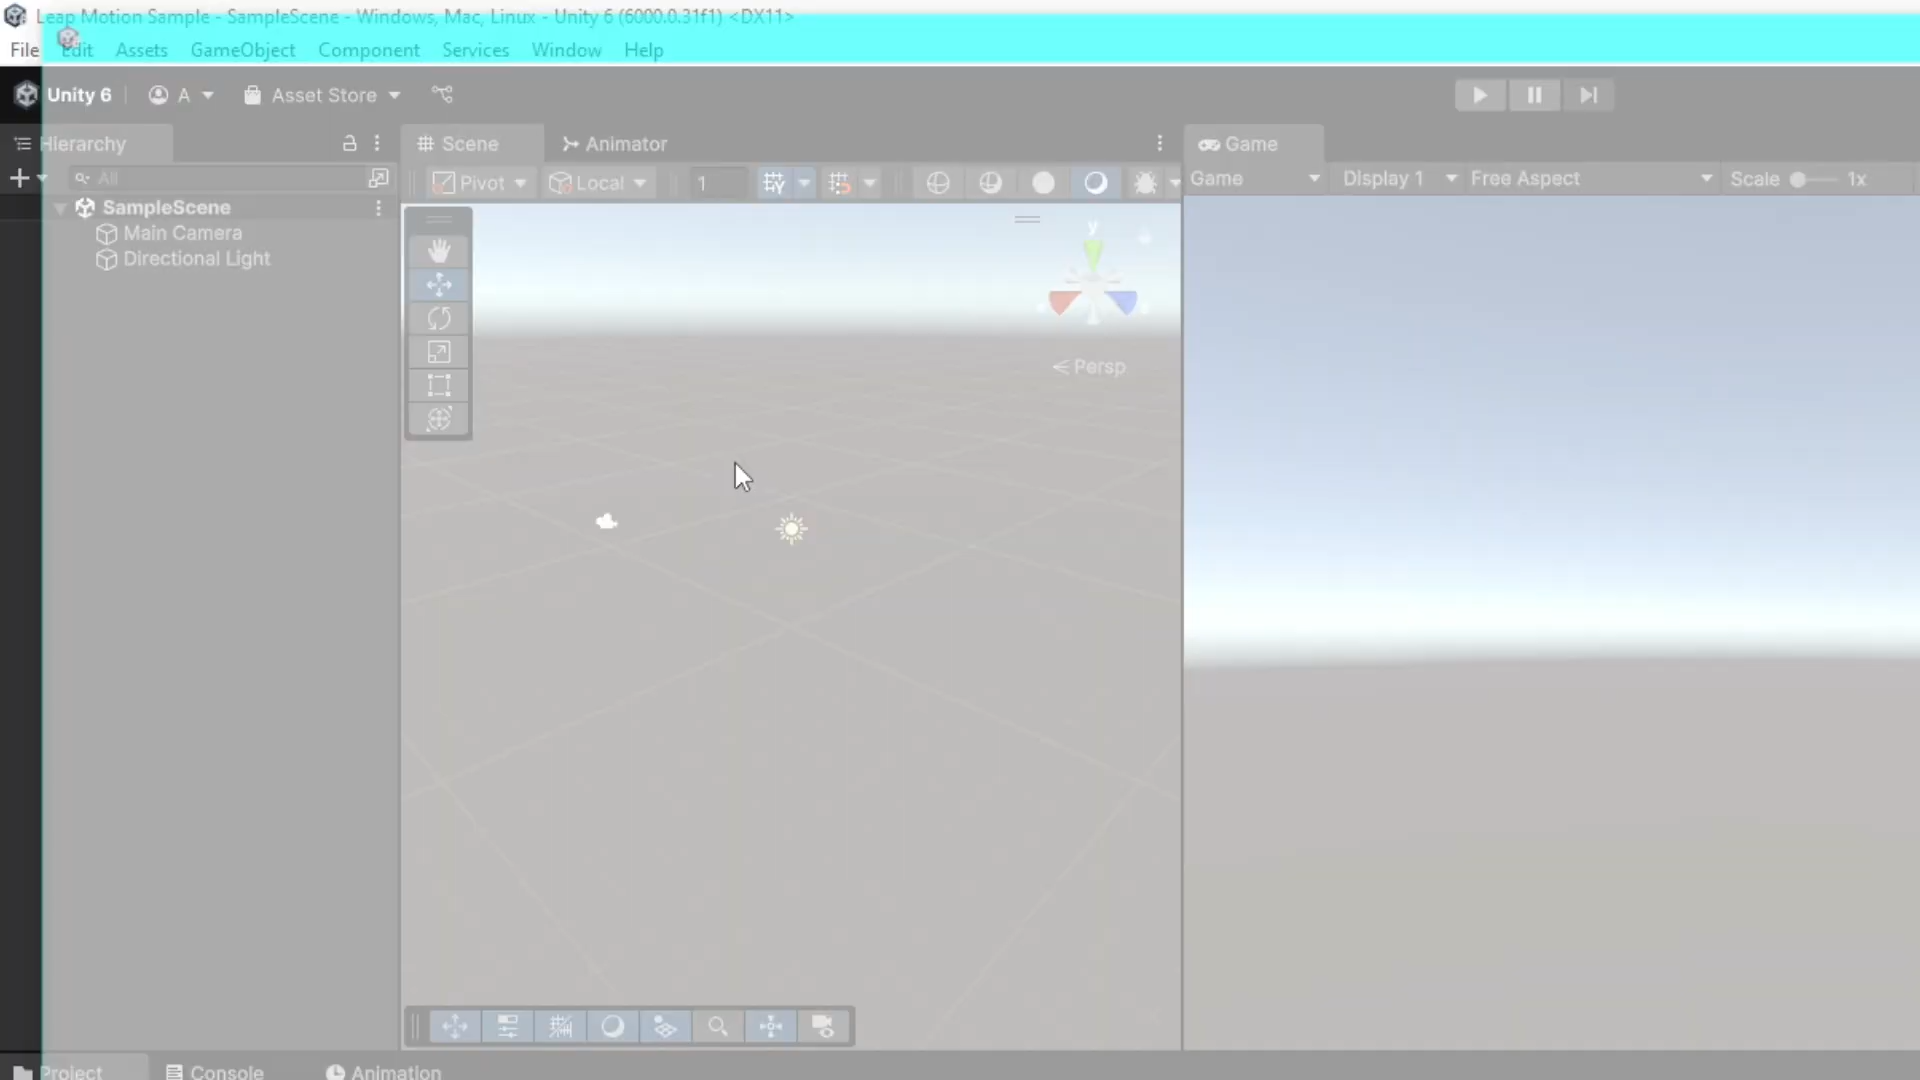 Leap Motion Sample - SampleScene - Windows, Mac, Linux - Unity 6 (6000.0.31f1) <DX11>
File Edit Assets GameObject Component Services Window Help
Unity 6 A Asset Store
Hierarchy Scene Animator Game
All Pivot Local 1 Game Display 1 Free Aspect Scale 1x
SampleScene
Main Camera
Directional Light
y
Persp
Project Console Animation